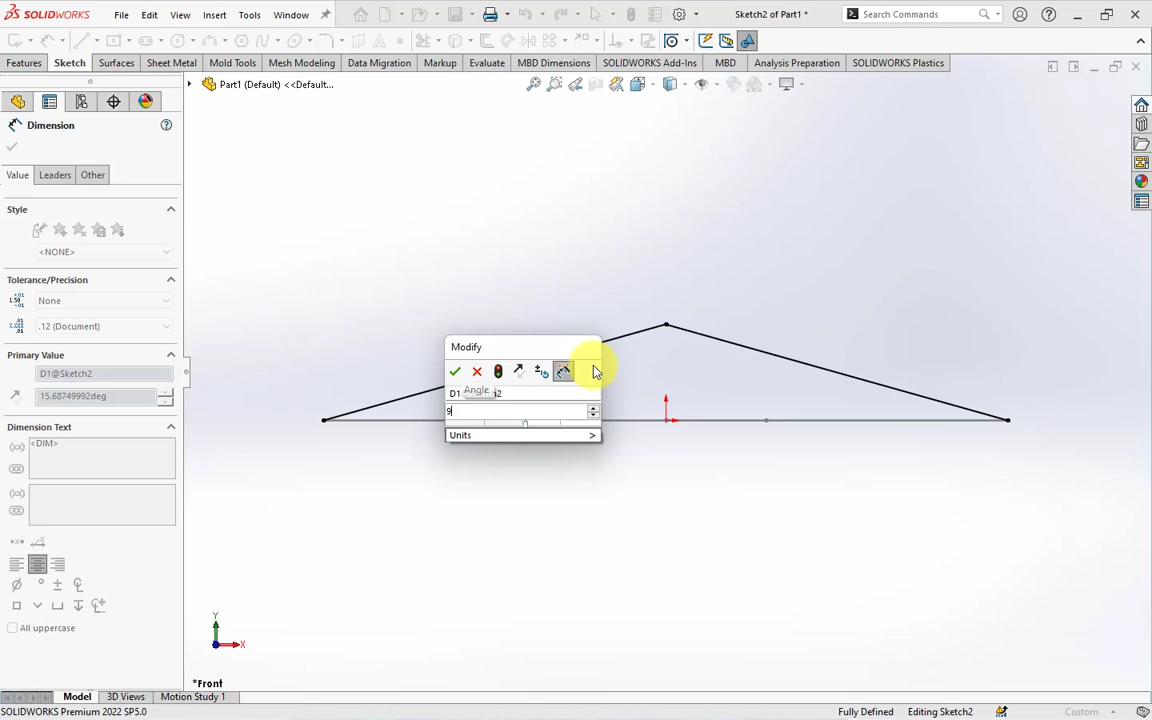 SOLIDWORKS File Edit View Insert Tools Window Sketch2 of Part1 * Search Commands
Features Sketch Surfaces Sheet Metal Mold Tools Mesh Modeling Data Migration Markup Evaluate MBD Dimensions SOLIDWORKS Add-Ins MBD Analysis Preparation SOLIDWORKS Plastics
Part1 (Default) <<Default...
Dimension
Value Leaders Other
Style
<NONE>
Tolerance/Precision
None
.12 (Document)
Primary Value
D1@Sketch2
15.68749992deg
Dimension Text
<DIM>
All uppercase
Modify
Angle
9
Units >
Y
X
*Front
Model 3D Views Motion Study 1
SOLIDWORKS Premium 2022 SP5.0 Fully Defined Editing Sketch2 Custom